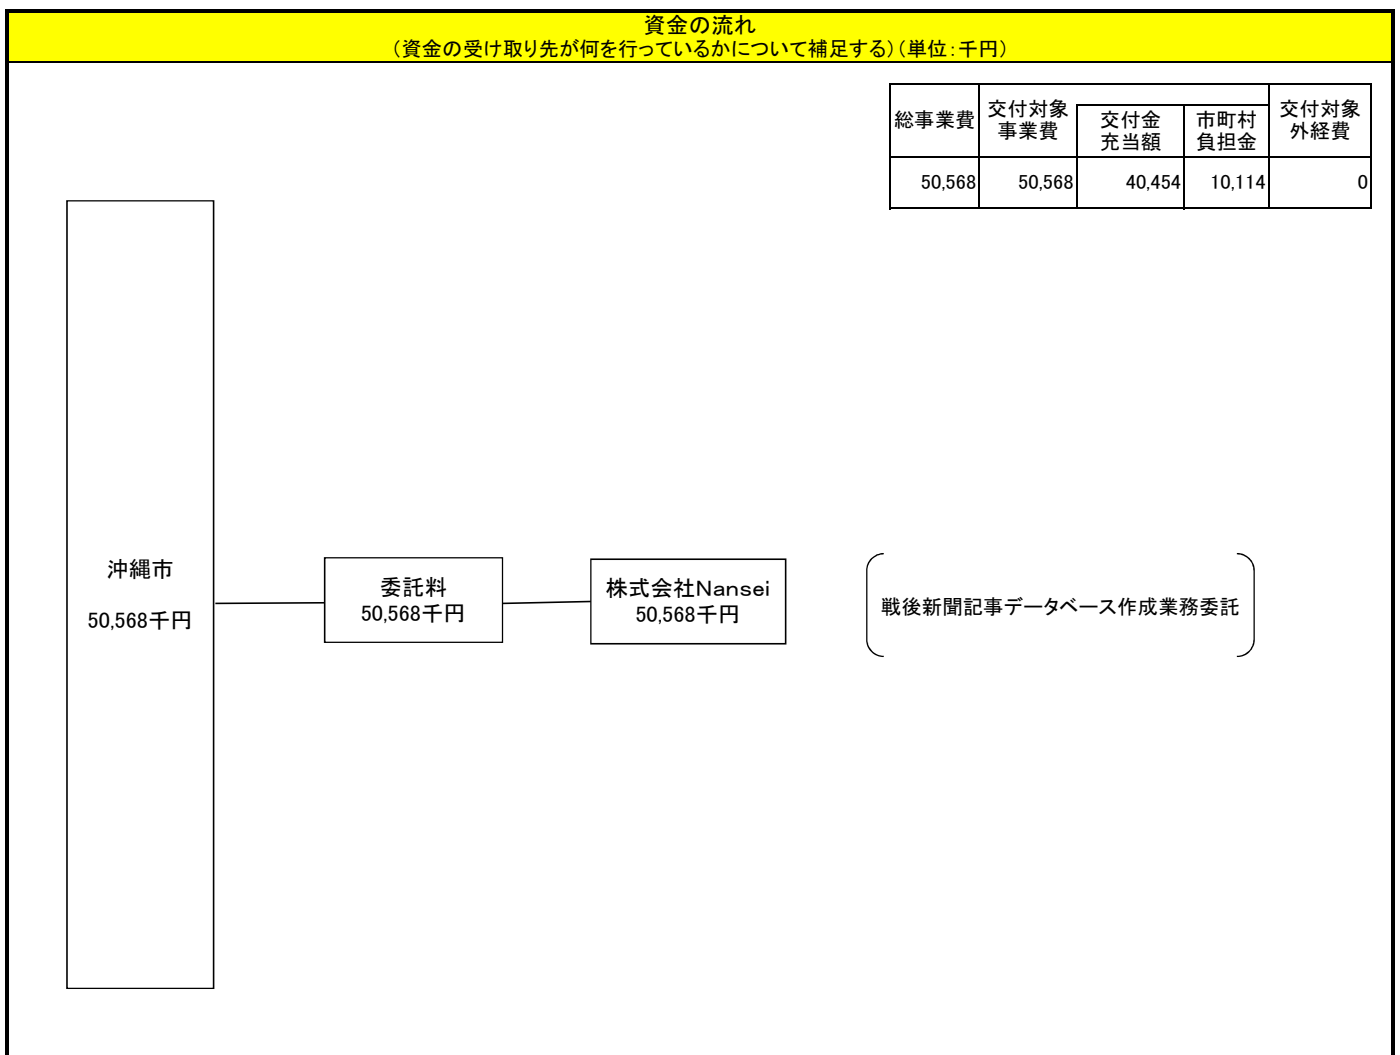 資金の流れ
（資金の受け取り先が何を行っているかについて補足する）（単位：千円）
総事業費
交付対象
事業費
交付金
充当額
市町村
負担金
交付対象
外経費
50,568 50,568 40,454 10,114 0
沖縄市
50,568千円
委託料
50,568千円
株式会社Nansei
50,568千円
戦後新聞記事データベース作成業務委託